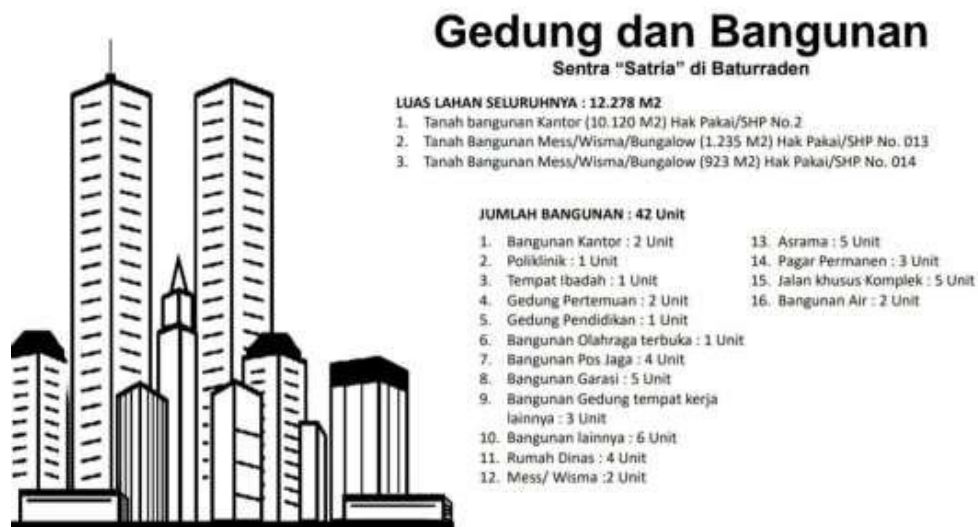 Gedung dan Bangunan
Sentra “Satria” di Baturraden
LUAS LAHAN SELURUHNYA : 12.278 M2
1. Tanah bangunan Kantor (10.120 M2) Hak Pakai/SHP No.2
2. Tanah Bangunan Mess/Wisma/Bungalow (1.235 M2) Hak Pakai/SHP No. 013
3. Tanah Bangunan Mess/Wisma/Bungalow (923 M2) Hak Pakai/SHP No. 014
JUMLAH BANGUNAN : 42 Unit
1. Bangunan Kantor : 2 Unit
2. Poliklinik : 1 Unit
3. Tempat Ibadah : 1 Unit
4. Gedung Pertemuan : 2 Unit
5. Gedung Pendidikan : 1 Unit
6. Bangunan Olahraga terbuka : 1 Unit
7. Bangunan Pos Jaga : 4 Unit
8. Bangunan Garasi : 5 Unit
9. Bangunan Gedung tempat kerja
lainnya : 3 Unit
10. Bangunan lainnya : 6 Unit
11. Rumah Dinas : 4 Unit
12. Mess/ Wisma :2 Unit
13. Asrama : 5 Unit
14. Pagar Permanen : 3 Unit
15. Jalan khusus Komplek : 5 Unit
16. Bangunan Air : 2 Unit